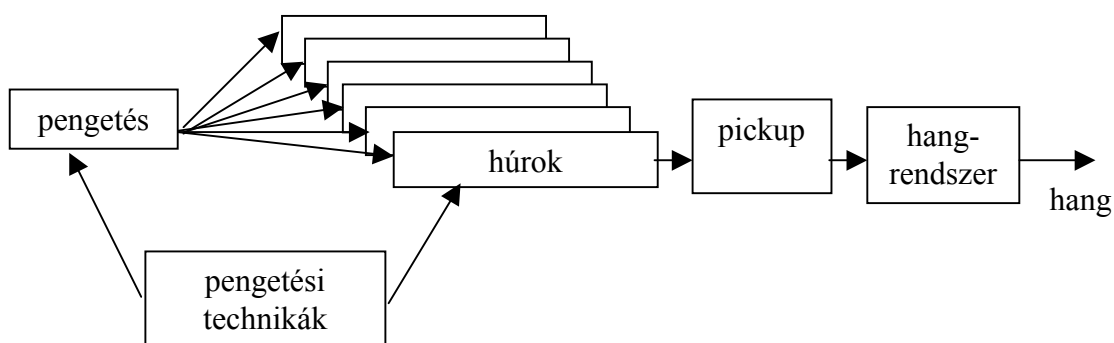 pengetés
húrok
pickup
hang-
rendszer
hang
pengetési
technikák